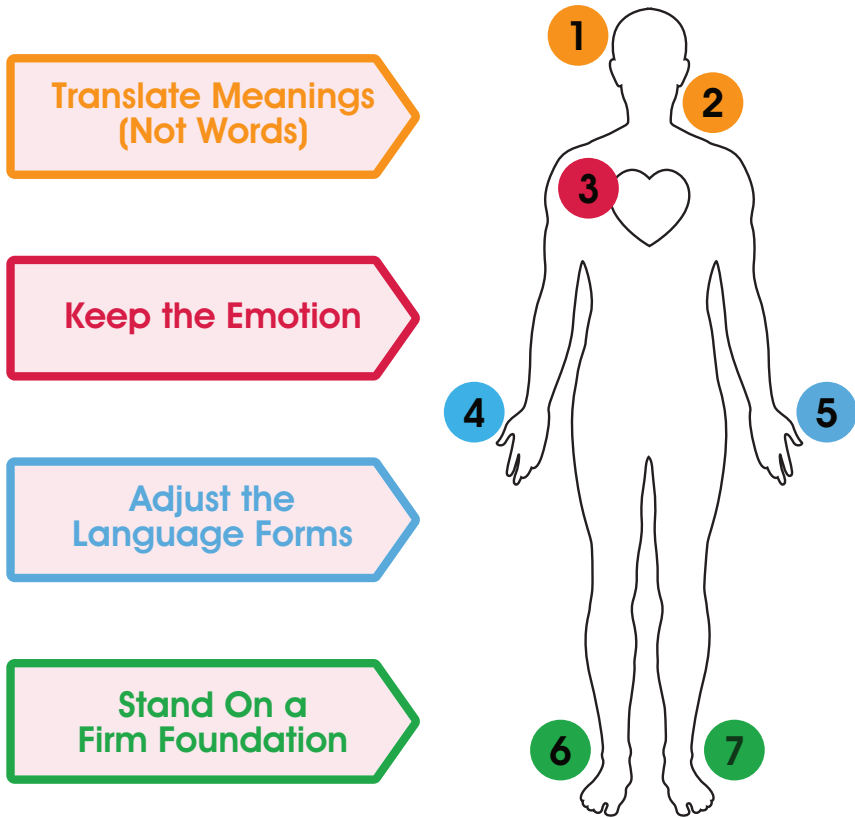 Translate Meanings
(Not Words)
Keep the Emotion
Adjust the
Language Forms
Stand On a
Firm Foundation
1
2
3
4
5
6
7